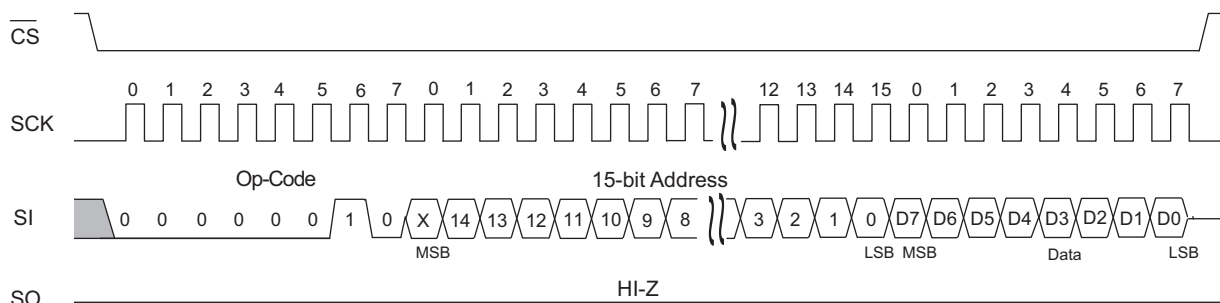 CS
0 1 2 3 4 5 6 7 0 1 2 3 4 5 6 7 12 13 14 15 0 1 2 3 4 5 6 7
SCK
Op-Code 15-bit Address
SI 0 0 0 0 0 0 1 0 X 14 13 12 11 10 9 8 3 2 1 0 D7 D6 D5 D4 D3 D2 D1 D0
MSB LSB MSB Data LSB
HI-Z
SO